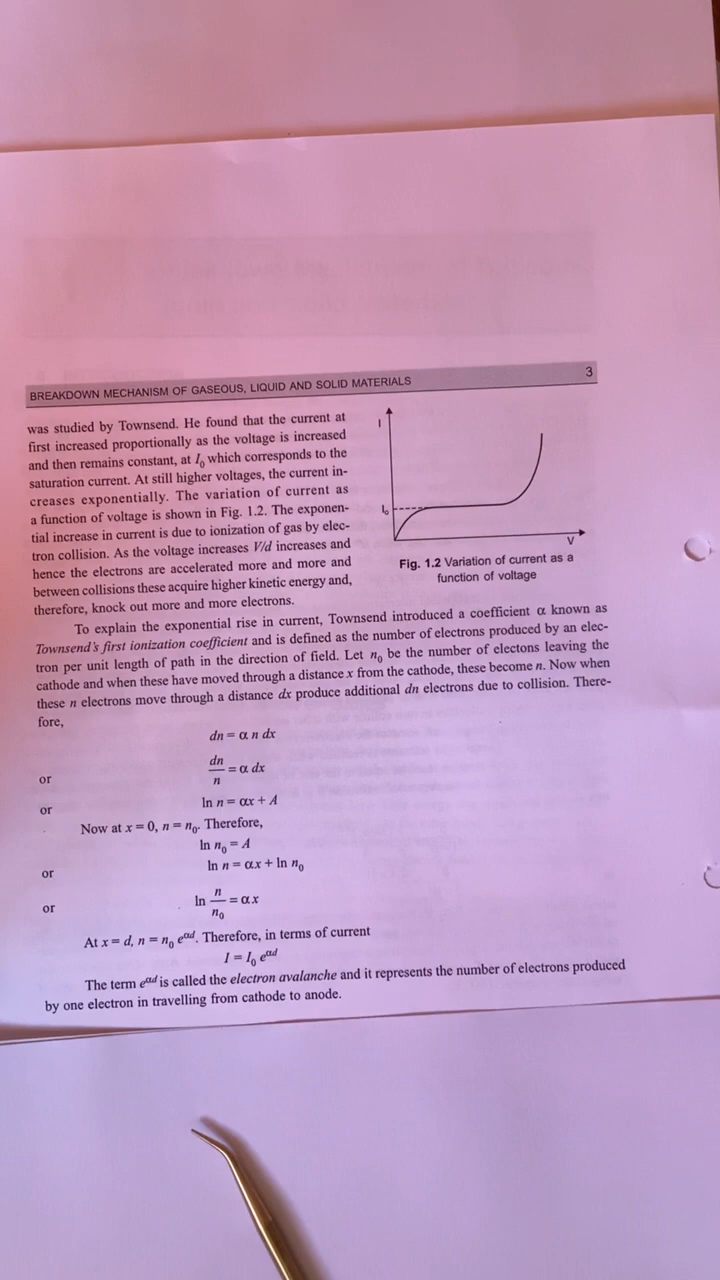 3
BREAKDOWN MECHANISM OF GASEOUS, LIQUID AND SOLID MATERIALS
was studied by Townsend. He found that the current at
first increased proportionally as the voltage is increased
and then remains constant, at I₀ which corresponds to the
saturation current. At still higher voltages, the current in-
creases exponentially. The variation of current as
a function of voltage is shown in Fig. 1.2. The exponen-
tial increase in current is due to ionization of gas by elec-
tron collision. As the voltage increases V/d increases and
hence the electrons are accelerated more and more and
between collisions these acquire higher kinetic energy and,
therefore, knock out more and more electrons.
I
I₀
V
Fig. 1.2 Variation of current as a
function of voltage
To explain the exponential rise in current, Townsend introduced a coefficient α known as
Townsend's first ionization coefficient and is defined as the number of electrons produced by an elec-
tron per unit length of path in the direction of field. Let n₀ be the number of electons leaving the
cathode and when these have moved through a distance x from the cathode, these become n. Now when
these n electrons move through a distance dx produce additional dn electrons due to collision. There-
fore,
dn = α n dx
or dn/n = α dx
or ln n = αx + A
Now at x = 0, n = n₀. Therefore,
ln n₀ = A
or ln n = αx + ln n₀
or ln n/n₀ = α x
At x = d, n = n₀ e^αd. Therefore, in terms of current
I = I₀ e^αd
The term e^αd is called the electron avalanche and it represents the number of electrons produced
by one electron in travelling from cathode to anode.